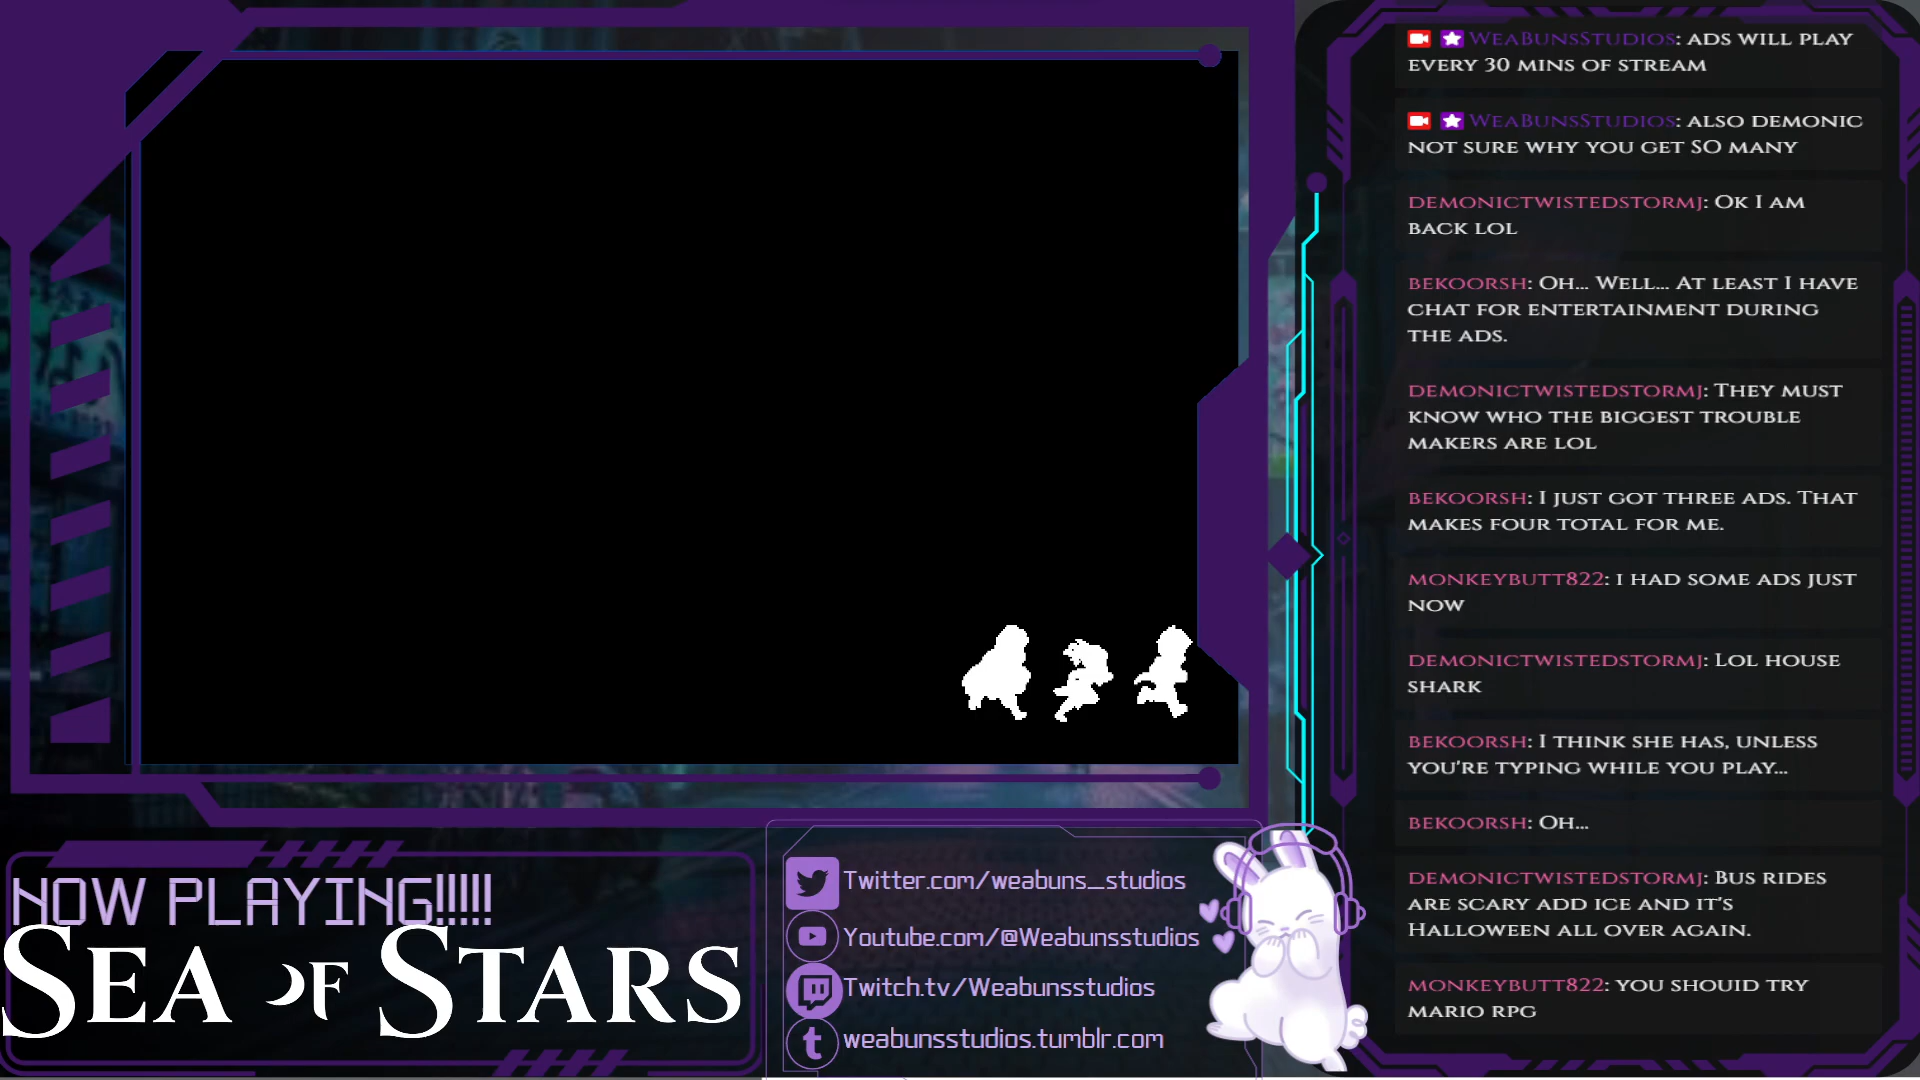 WeaBunsStudios: ads will play
every 30 mins of stream
WeaBunsStudios: also demonic
not sure why you get SO many
demonictwistedstormj: Ok I am
back lol
bekoorsh: Oh... Well... At least I have
chat for entertainment during
the ads.
demonictwistedstormj: They must
know who the biggest trouble
makers are lol
bekoorsh: I just got three ads. That
makes four total for me.
monkeybutt822: i had some ads just
now
demonictwistedstormj: Lol house
shark
bekoorsh: I think she has, unless
you're typing while you play...
bekoorsh: Oh...
demonictwistedstormj: Bus rides
are scary add ice and it's
Halloween all over again.
monkeybutt822: you shouid try
mario rpg
NOW PLAYING!!!!!
SEA OF STARS
Twitter.com/weabuns_studios
Youtube.com/@Weabunsstudios
Twitch.tv/Weabunsstudios
weabunsstudios.tumblr.com